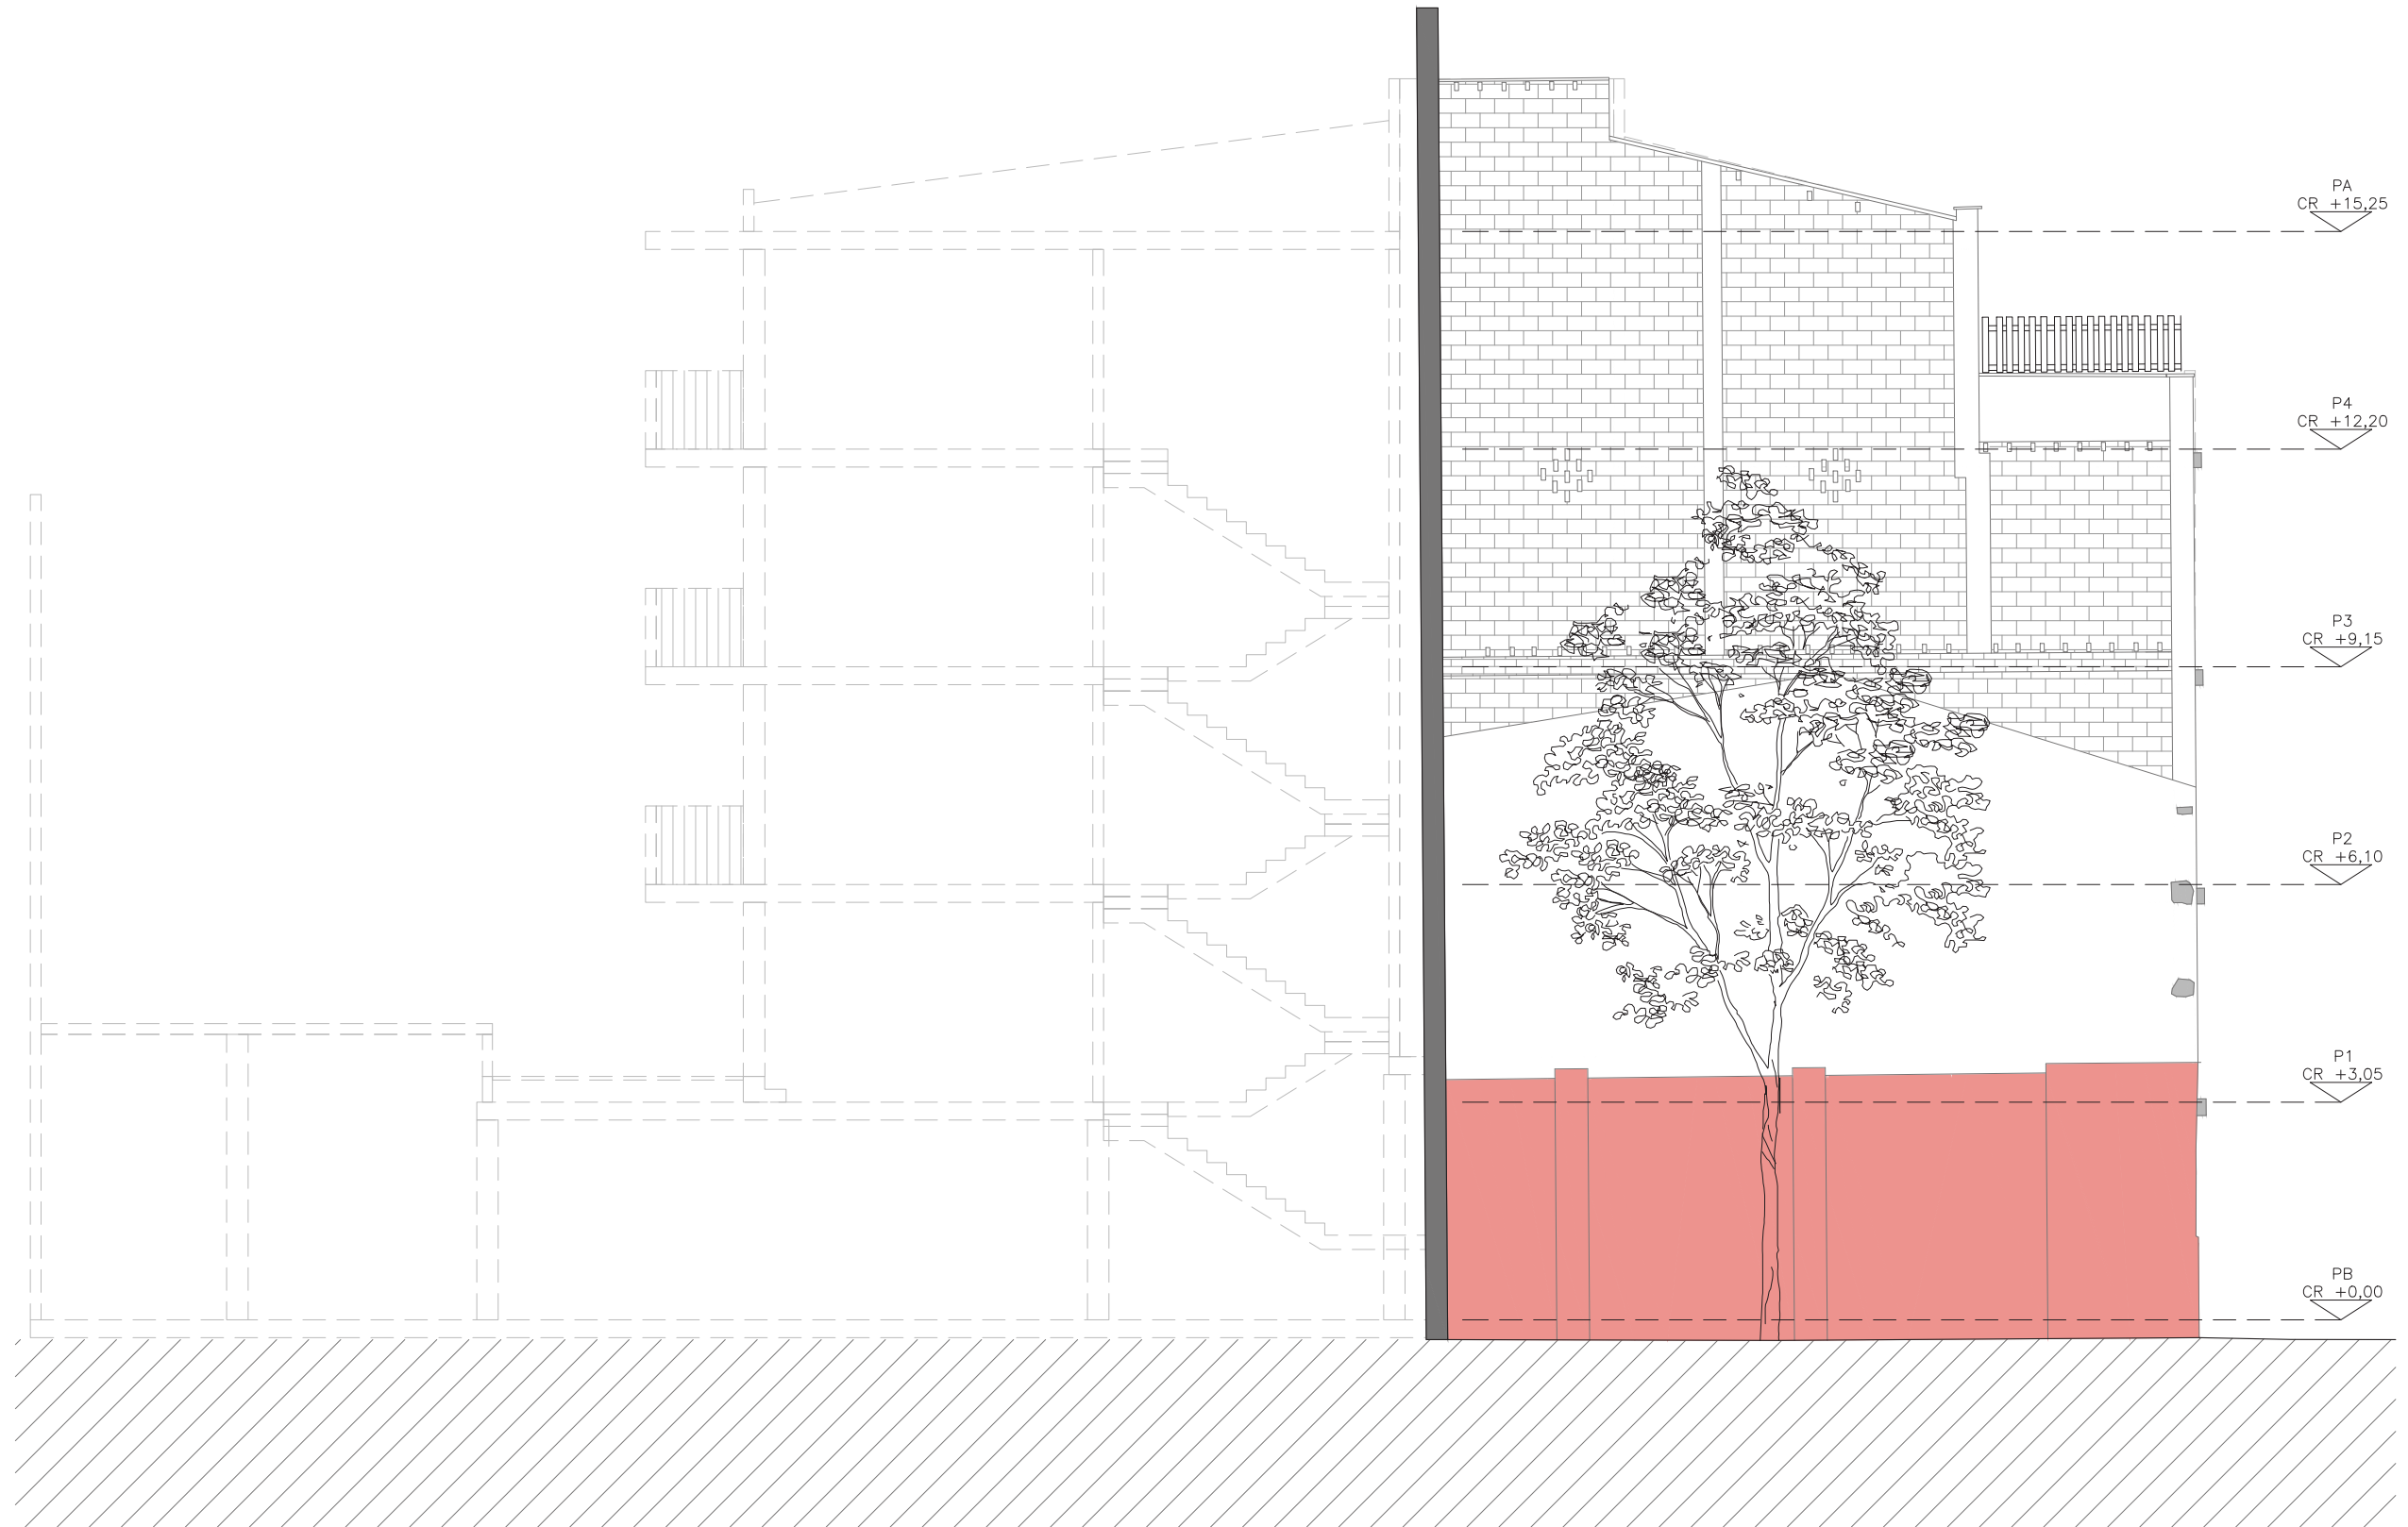 PA
CR +15,25
P4
CR +12,20
P3
CR +9,15
P2
CR +6,10
P1
CR +3,05
PB
CR +0,00